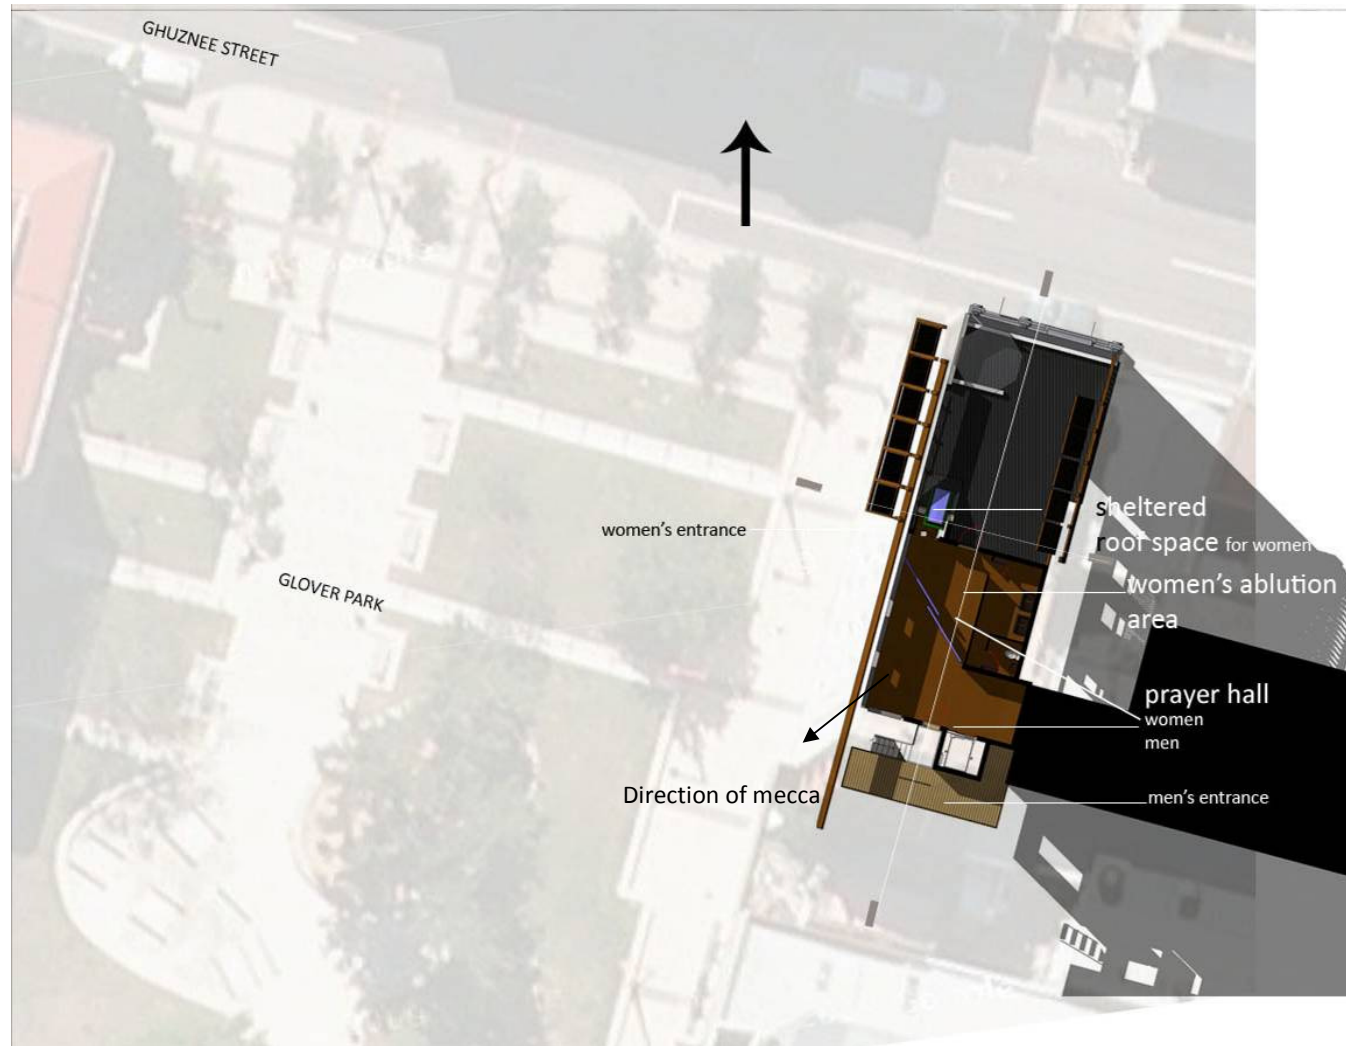 GHUZNEE STREET
sheltered
roof space for women
women's entrance
women's ablution
area
GLOVER PARK
prayer hall
women
men
Direction of mecca
men's entrance